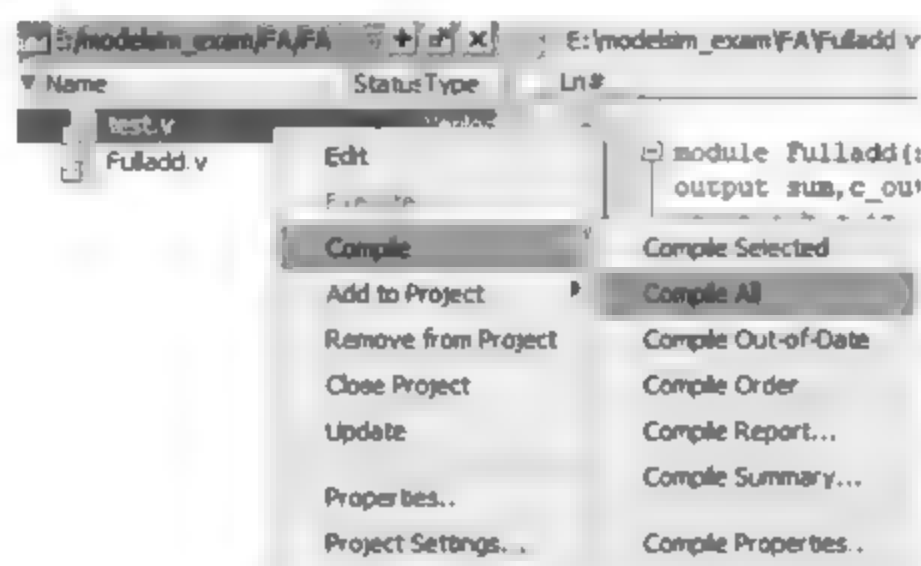 E:/modelsim_exam/FA/FA
E:\modelsim_exam\FA\Fulladd v
Name Status Type Ln#
test.v
Fulladd.v
Edit
module fulladd(
output sum,c_out
Compile
Compile Selected
Add to Project
Compile All
Remove from Project
Compile Out-of-Date
Close Project
Compile Order
Update
Compile Report...
Compile Summary...
Properties..
Project Settings...
Compile Properties..